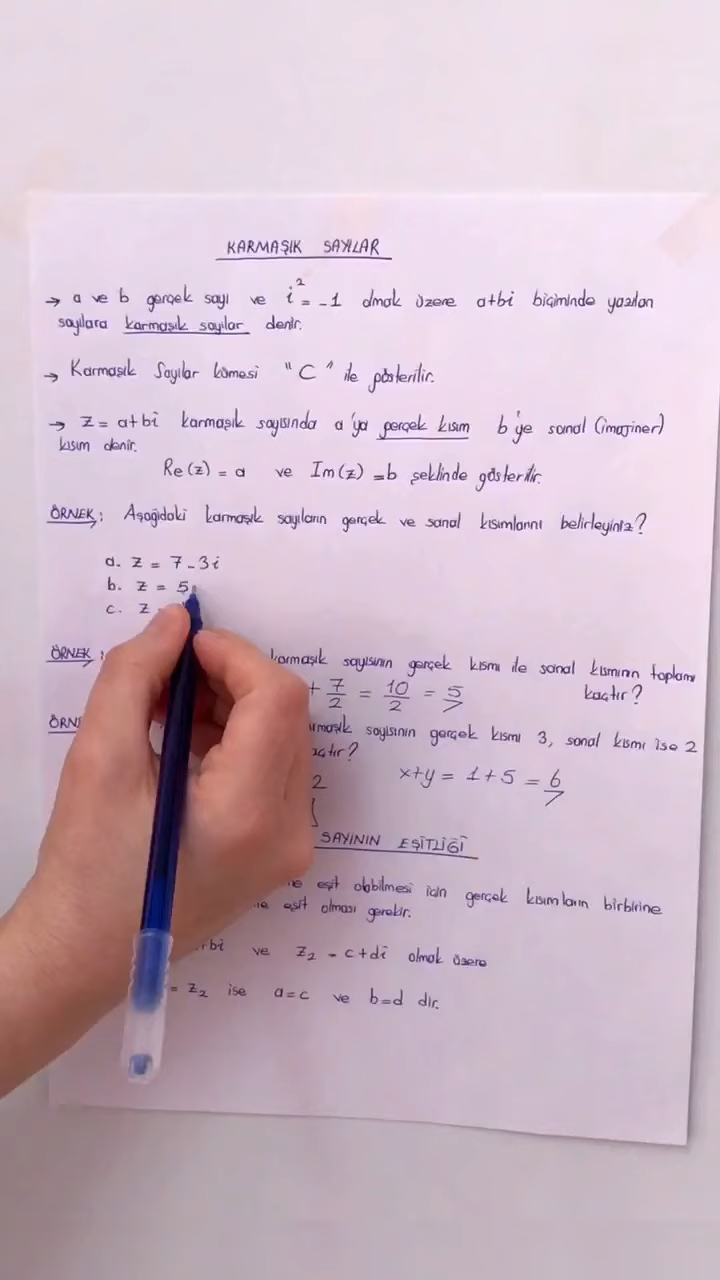 KARMAŞIK SAYILAR
→ a ve b gerçek sayı ve i² = -1 olmak üzere a+bi biçiminde yazılan
sayılara karmaşık sayılar denir.
→ Karmaşık Sayılar kümesi "C" ile gösterilir.
→ z = a+bi karmaşık sayısında a'ya gerçek kısım b'ye sanal (imajiner)
kısım denir.
Re(z) = a ve Im(z) = b şeklinde gösterilir.
ÖRNEK: Aşağıdaki karmaşık sayıların gerçek ve sanal kısımlarını belirleyiniz?
a. z = 7-3i
b. z = 5
c. z
ÖRNEK: karmaşık sayısının gerçek kısmı ile sanal kısmının toplamı
kaçtır?
+ 7/2 = 10/2 = 5
sayısının gerçek kısmı 3, sanal kısmı ise 2
2
x+y = 1+5 = 6
SAYININ EŞİTLİĞİ
eşit olabilmesi için gerçek kısımların birbirine
eşit olması gerekir.
+bi ve z₂ = c+di olmak üzere
= z₂ ise a=c ve b=d dir.